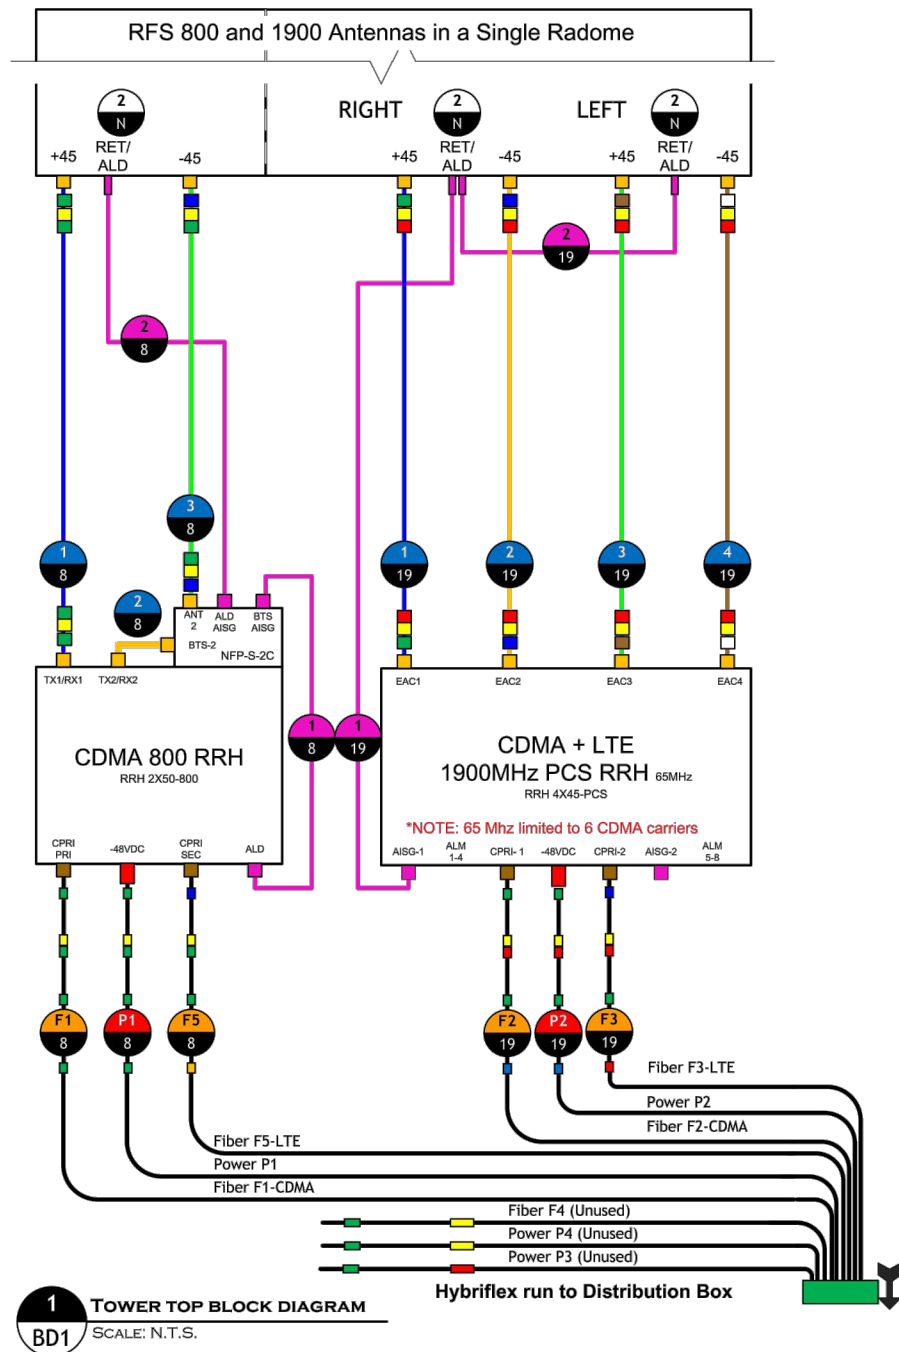 RFS 800 and 1900 Antennas in a Single Radome
RIGHT
LEFT
2
N
2
N
2
N
+45
RET/
ALD
-45
+45
RET/
ALD
-45
+45
RET/
ALD
-45
2
19
2
8
3
8
1
8
2
8
1
19
2
19
3
19
4
19
ANT
2
ALD
AISG
BTS
AISG
BTS-2
NFP-S-2C
TX1/RX1
TX2/RX2
EAC1
EAC2
EAC3
EAC4
1
8
1
19
CDMA 800 RRH
RRH 2X50-800
CDMA + LTE
1900MHz PCS RRH 65MHz
RRH 4X45-PCS
*NOTE: 65 Mhz limited to 6 CDMA carriers
CPRI
PRI
-48VDC
CPRI
SEC
ALD
AISG-1
ALM
1-4
CPRI- 1
-48VDC
CPRI-2
AISG-2
ALM
5-8
F1
8
P1
8
F5
8
F2
19
P2
19
F3
19
Fiber F3-LTE
Power P2
Fiber F2-CDMA
Fiber F5-LTE
Power P1
Fiber F1-CDMA
Fiber F4 (Unused)
Power P4 (Unused)
Power P3 (Unused)
Hybriflex run to Distribution Box
1
BD1
TOWER TOP BLOCK DIAGRAM
SCALE: N.T.S.